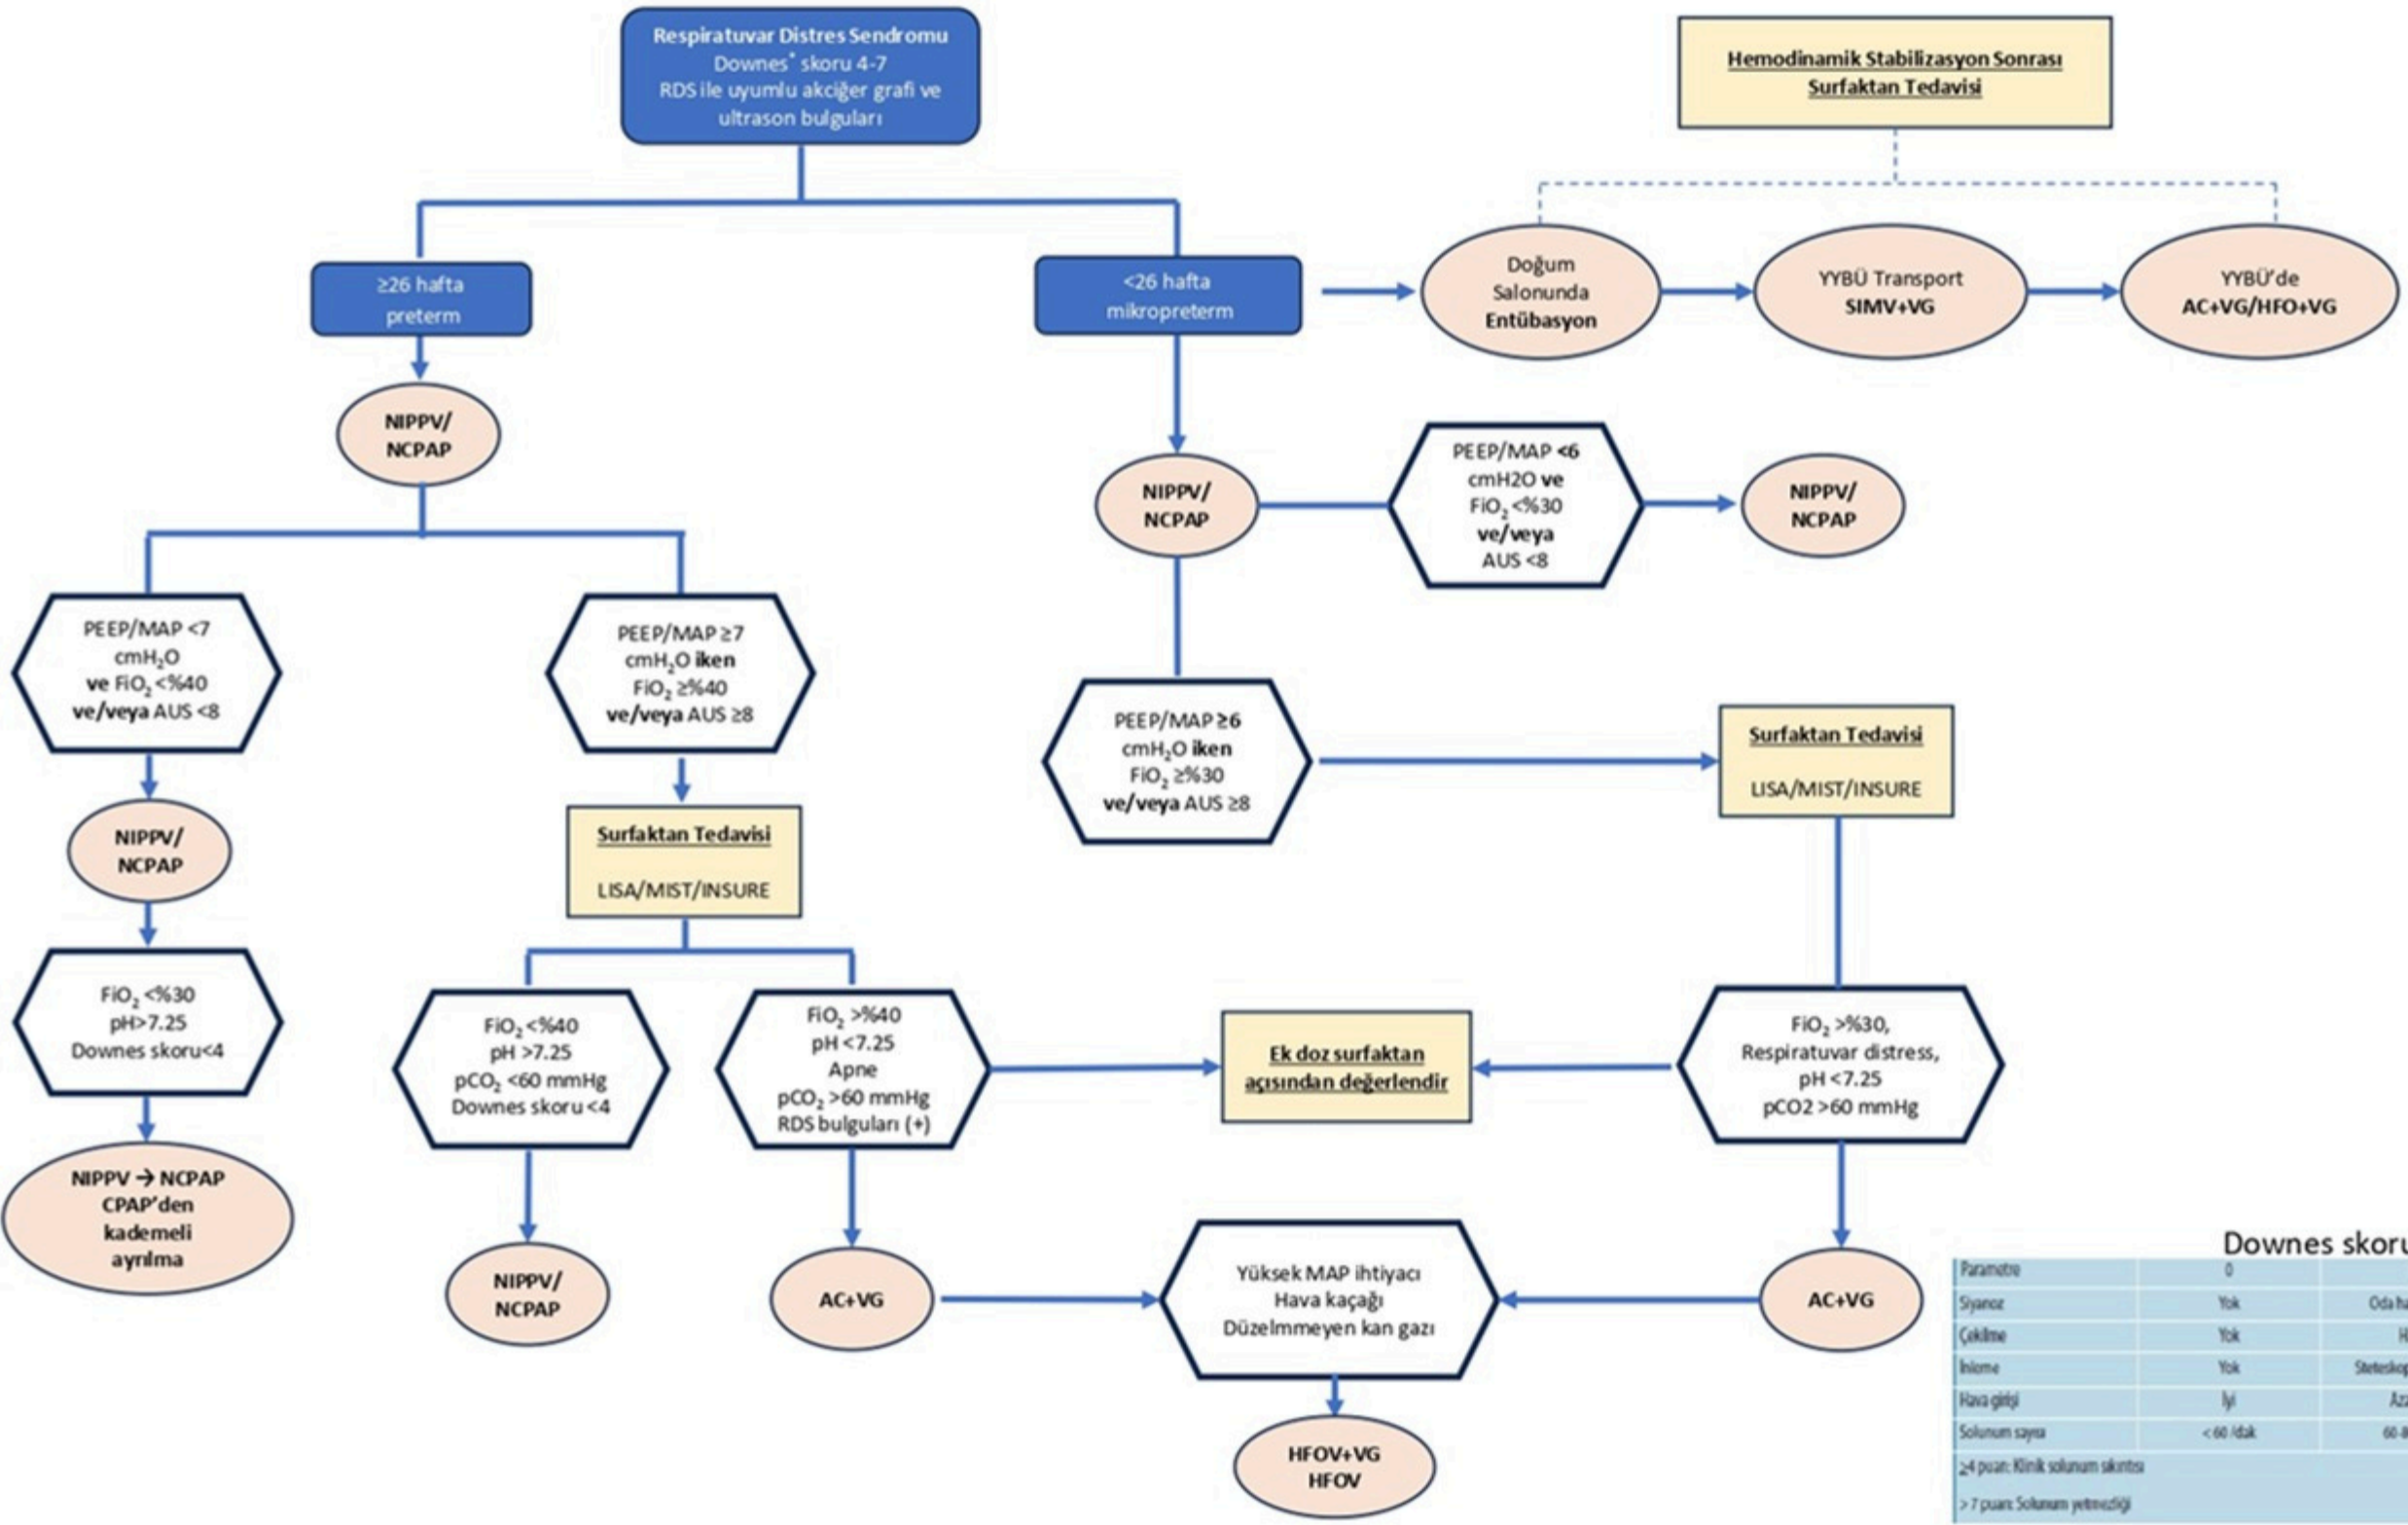 Respiratuvar Distres Sendromu
Downes* skoru 4-7
RDS ile uyumlu akciğer grafi ve
ultrason bulguları
Hemodinamik Stabilizasyon Sonrası
Surfaktan Tedavisi
≥26 hafta
preterm
<26 hafta
mikropreterm
Doğum
Salonunda
Entübasyon
YYBÜ Transport
SIMV+VG
YYBÜ'de
AC+VG/HFO+VG
NIPPV/
NCPAP
NIPPV/
NCPAP
PEEP/MAP <6
cmH2O ve
FiO₂ <%30
ve/veya
AUS <8
NIPPV/
NCPAP
PEEP/MAP <7
cmH₂O
ve FiO₂ <%40
ve/veya AUS <8
PEEP/MAP ≥7
cmH₂O iken
FiO₂ ≥%40
ve/veya AUS ≥8
PEEP/MAP ≥6
cmH₂O iken
FiO₂ ≥%30
ve/veya AUS ≥8
Surfaktan Tedavisi
LISA/MIST/INSURE
NIPPV/
NCPAP
Surfaktan Tedavisi
LISA/MIST/INSURE
FiO₂ <%30
pH>7.25
Downes skoru<4
FiO₂ <%40
pH >7.25
pCO₂ <60 mmHg
Downes skoru <4
FiO₂ >%40
pH <7.25
Apne
pCO₂ >60 mmHg
RDS bulguları (+)
Ek doz surfaktan
açısından değerlendir
FiO₂ >%30,
Respiratuvar distress,
pH <7.25
pCO2 >60 mmHg
NIPPV → NCPAP
CPAP'den
kademeli
ayrılma
NIPPV/
NCPAP
AC+VG
Yüksek MAP ihtiyacı
Hava kaçağı
Düzelmmeyen kan gazı
AC+VG
HFOV+VG
HFOV
Downes skoru
Parametre 0
Siyanoz Yok Oda
Çekilme Yok
İnleme Yok
Hava girişi İyi
Solunum sayısı < 60 /dak
≥4 puan: Klinik solunum sıkıntısı
> 7 puan: Solunum yetmezliği